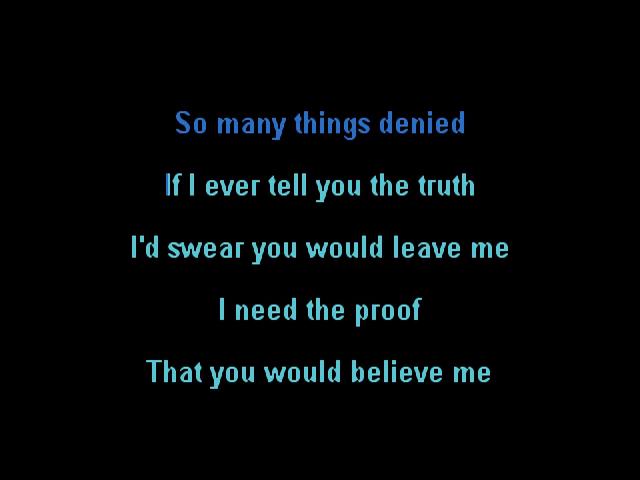 So many things denied
If I ever tell you the truth
I'd swear you would leave me
I need the proof
That you would believe me